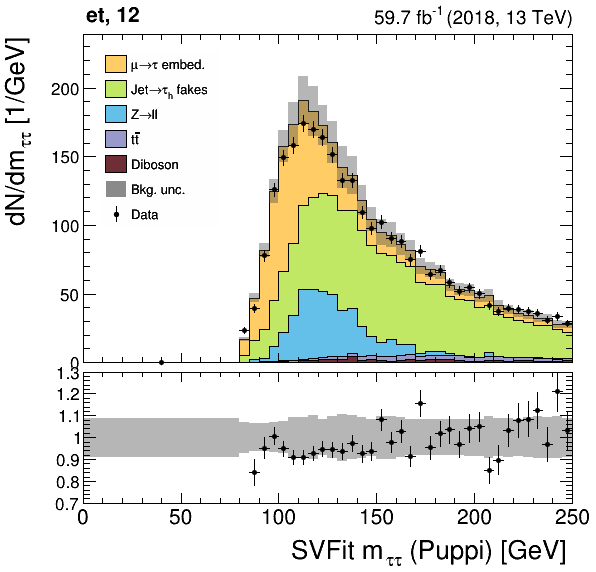 et, 12
59.7 fb⁻¹ (2018, 13 TeV)
dN/dm_ττ [1/GeV]
200
150
100
50
0
μ→τ embed.
Jet→τ_h fakes
Z→ll
tt̄
Diboson
Bkg. unc.
Data
1.3
1.2
1.1
1
0.9
0.8
0.7
0 50 100 150 200 250
SVFit m_ττ (Puppi) [GeV]